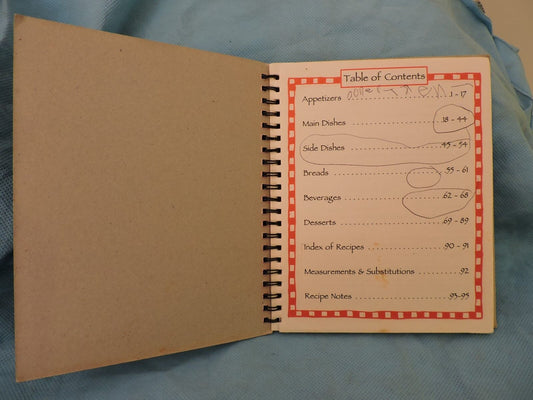 Table of Contents
Appetizers ........................ 1 - 17
Main Dishes ........................ 18 - 44
Side Dishes ........................ 45 - 54
Breads ........................ 55 - 61
Beverages ........................ 62 - 68
Desserts ........................ 69 - 89
Index of Recipes ........................ 90 - 91
Measurements & Substitutions ............ 92
Recipe Notes ........................ 93-95